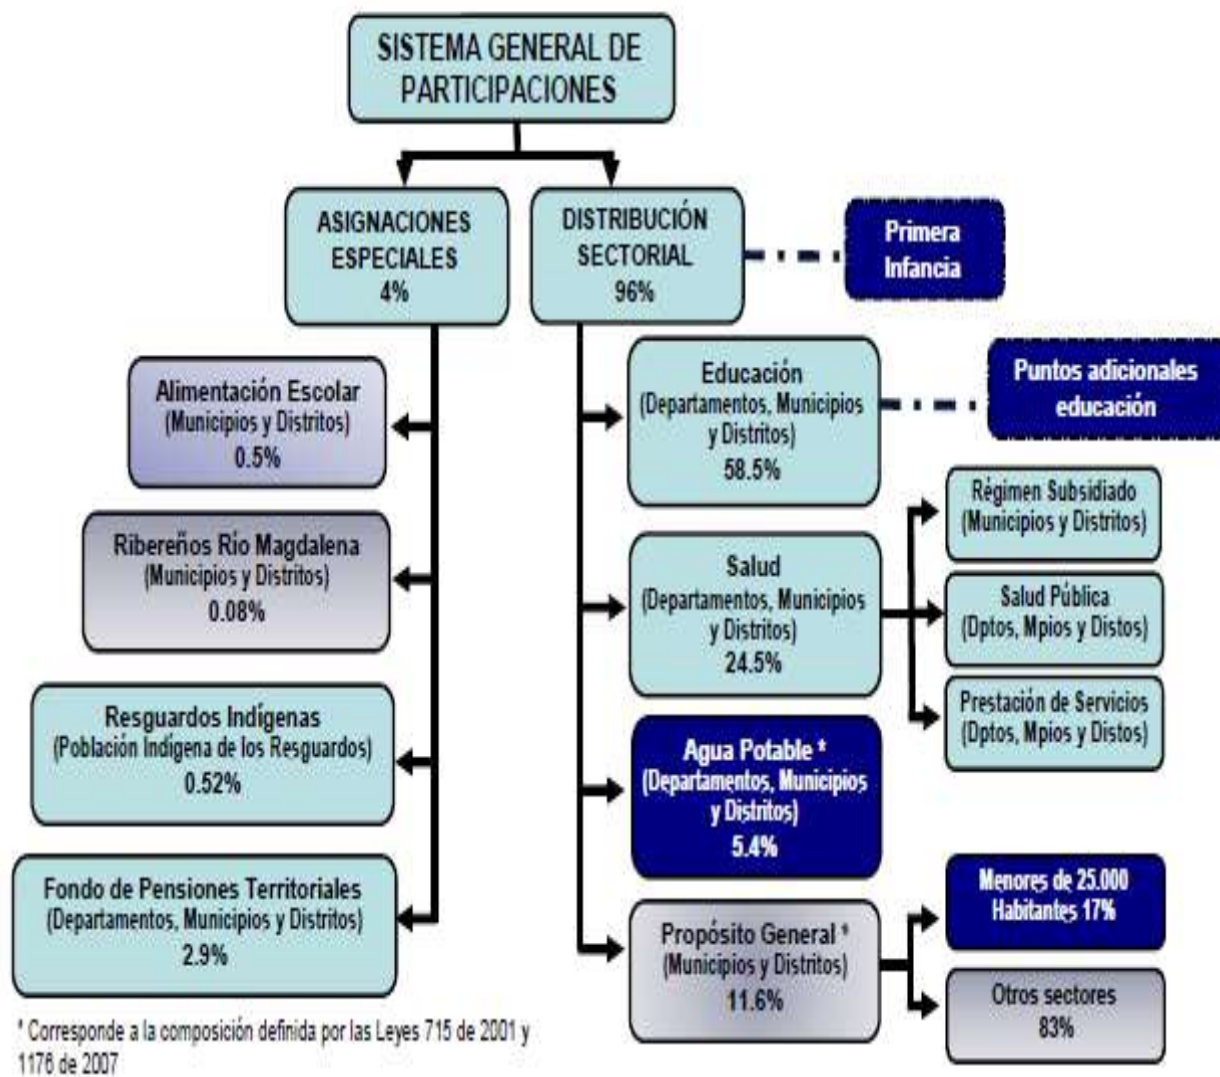 SISTEMA GENERAL DE
PARTICIPACIONES
ASIGNACIONES
ESPECIALES
4%
DISTRIBUCIÓN
SECTORIAL
96%
Primera
Infancia
Alimentación Escolar
(Municipios y Distritos)
0.5%
Ribereños Río Magdalena
(Municipios y Distritos)
0.08%
Resguardos Indígenas
(Población Indígena de los Resguardos)
0.52%
Fondo de Pensiones Territoriales
(Departamentos, Municipios y Distritos)
2.9%
Educación
(Departamentos, Municipios
y Distritos)
58.5%
Puntos adicionales
educación
Salud
(Departamentos, Municipios
y Distritos)
24.5%
Régimen Subsidiado
(Municipios y Distritos)
Salud Pública
(Dptos, Mpios y Distos)
Prestación de Servicios
(Dptos, Mpios y Distos)
Agua Potable *
(Departamentos, Municipios
y Distritos)
5.4%
Propósito General *
(Municipios y Distritos)
11.6%
Menores de 25.000
Habitantes 17%
Otros sectores
83%
* Corresponde a la composición definida por las Leyes 715 de 2001 y
1176 de 2007